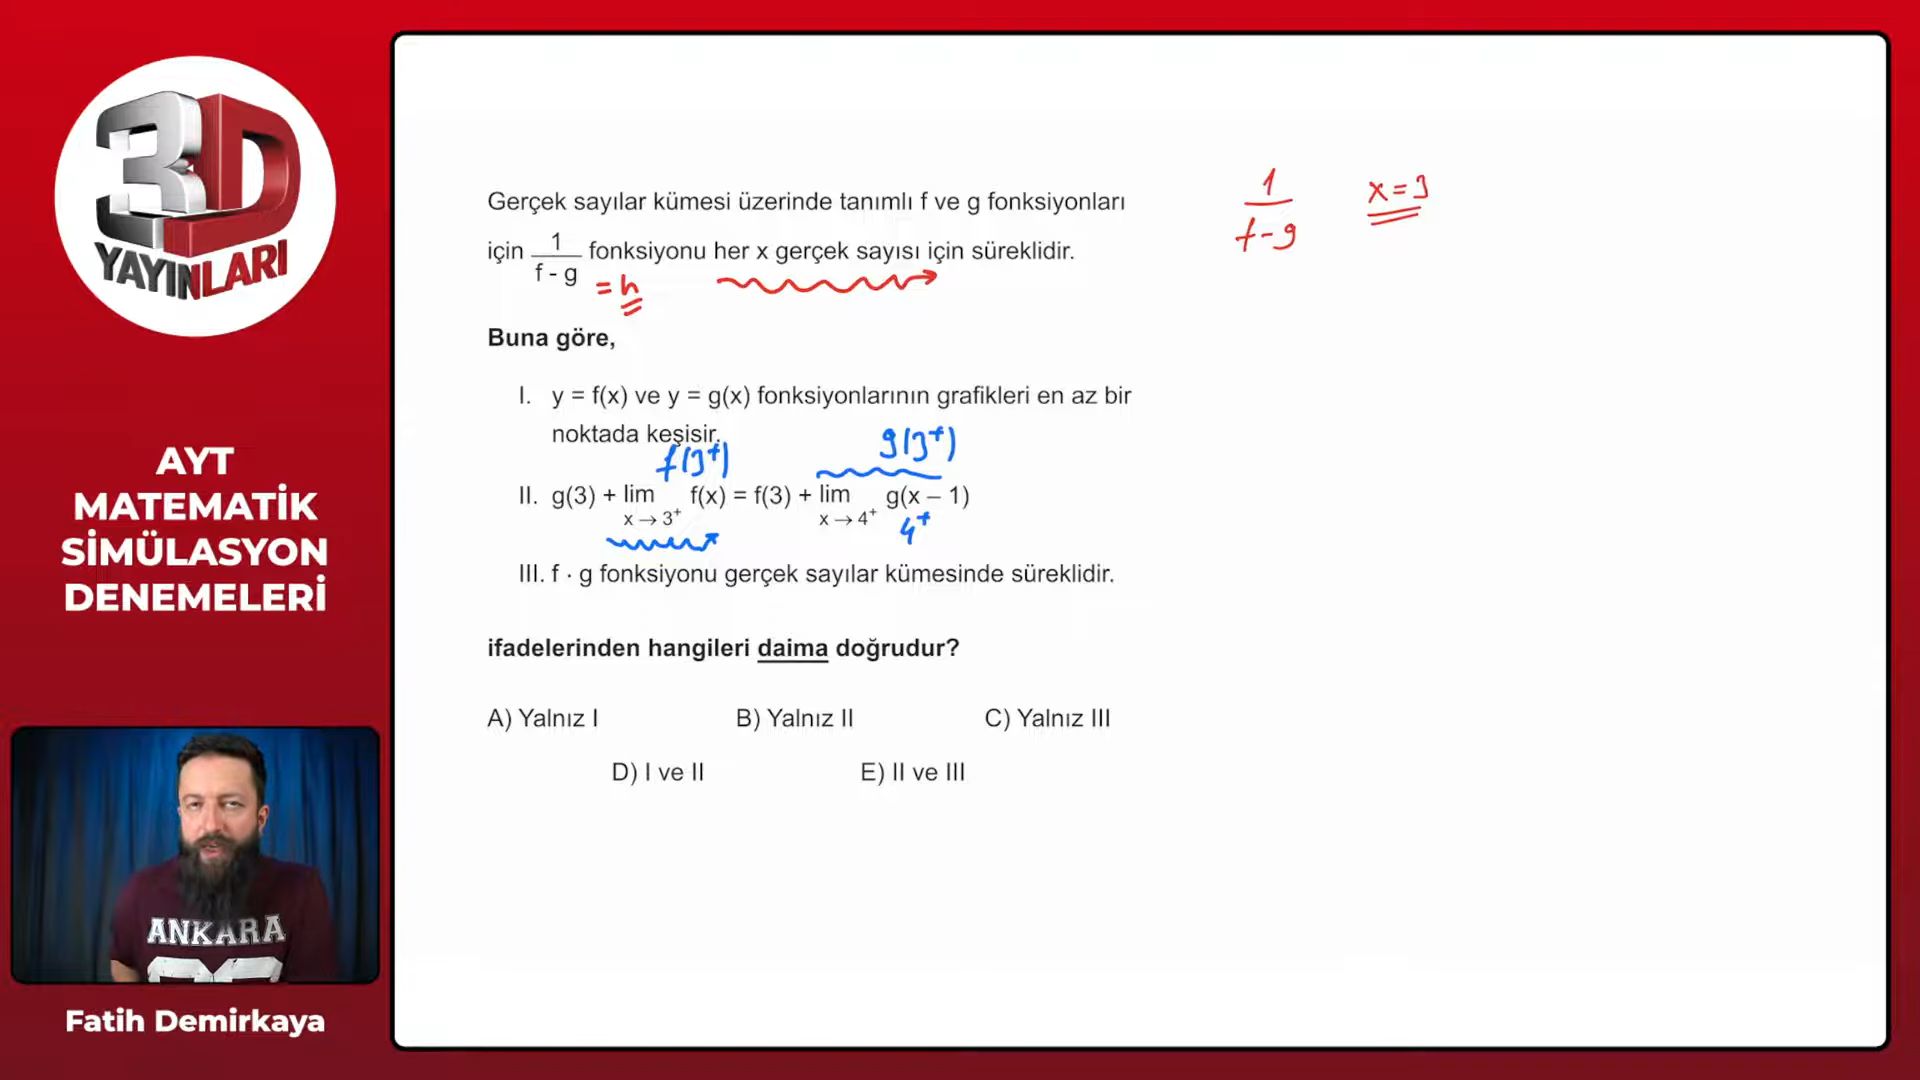 3D
YAYINLARI
AYT
MATEMATİK
SİMÜLASYON
DENEMELERİ
ANKARA
Fatih Demirkaya
Gerçek sayılar kümesi üzerinde tanımlı f ve g fonksiyonları
için 1/(f - g) fonksiyonu her x gerçek sayısı için süreklidir.
= h
1/(f - g) x = 3
Buna göre,
I. y = f(x) ve y = g(x) fonksiyonlarının grafikleri en az bir
noktada keşisir.
f(3⁺) g(3⁺)
II. g(3) + lim f(x) = f(3) + lim g(x – 1)
x → 3⁺ x → 4⁺ 4⁺
III. f · g fonksiyonu gerçek sayılar kümesinde süreklidir.
ifadelerinden hangileri daima doğrudur?
A) Yalnız I B) Yalnız II C) Yalnız III
D) I ve II E) II ve III